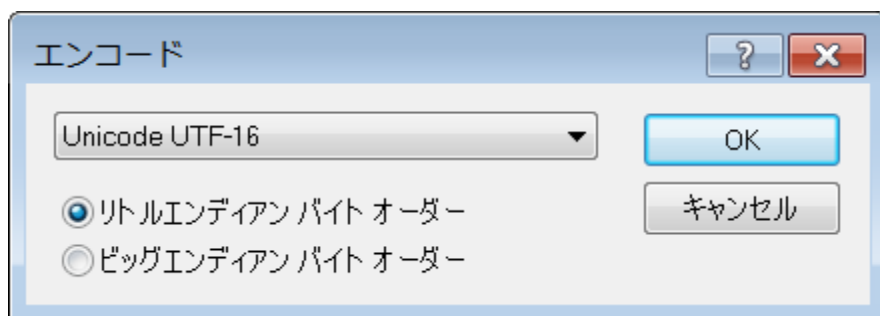 エンコード
?
Unicode UTF-16
OK
リトルエンディアン バイト オーダー
キャンセル
ビッグエンディアン バイト オーダー